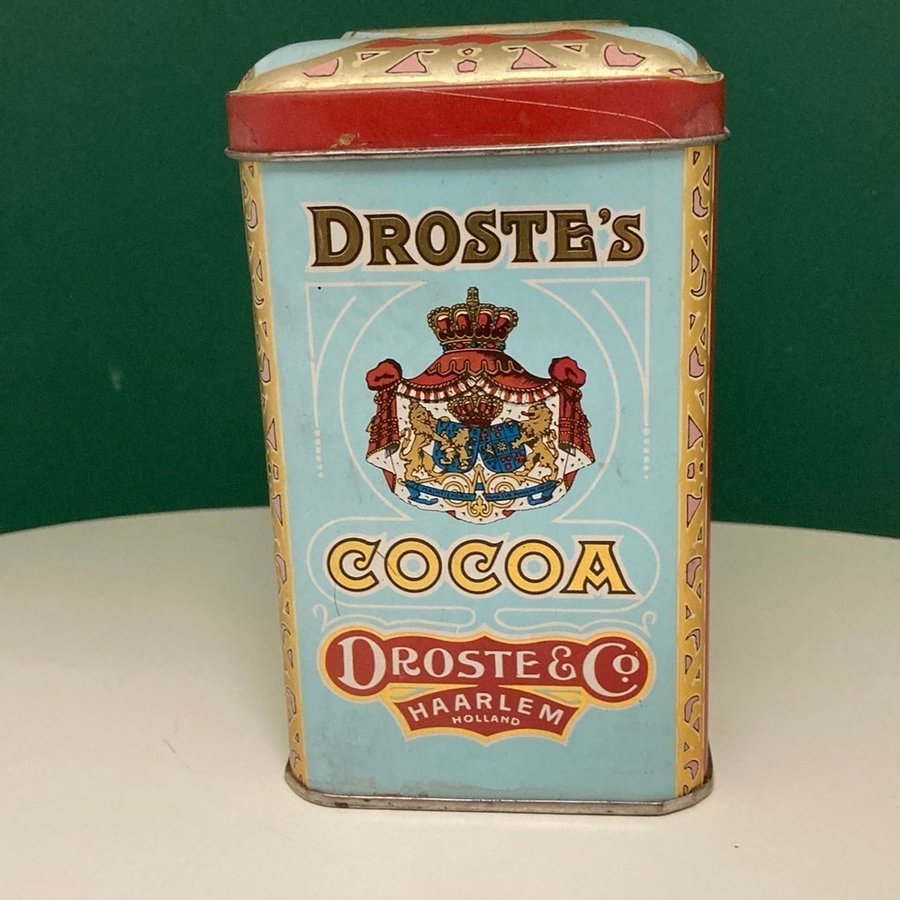 DROSTE'S
COCOA
DROSTE & Co
HAARLEM
HOLLAND